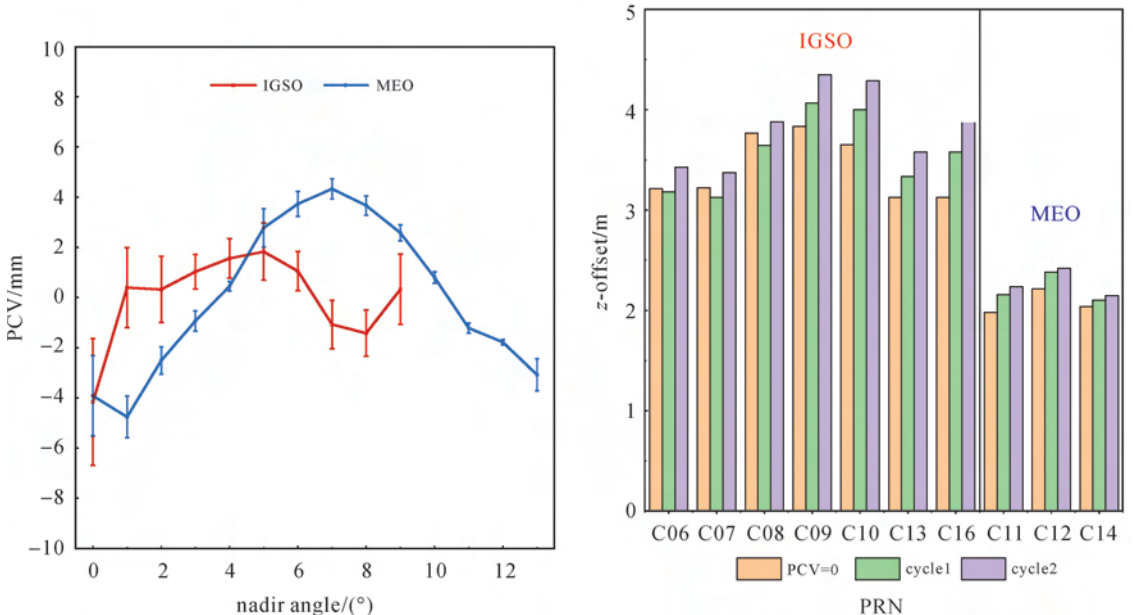 10
8
6
4
2
0
−2
−4
−6
−8
−10
PCV/mm
IGSO MEO
0 2 4 6 8 10 12
nadir angle/(°)
5
4
3
2
1
0
z-offset/m
IGSO
MEO
C06 C07 C08 C09 C10 C13 C16 C11 C12 C14
PCV=0 cycle1 cycle2
PRN